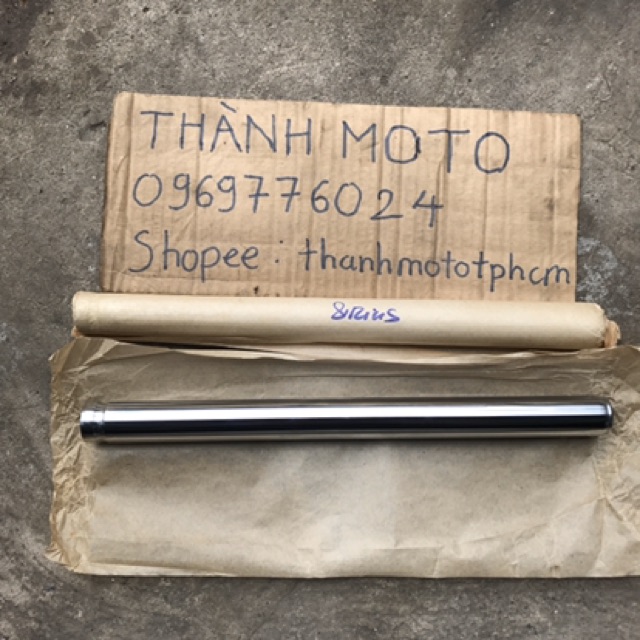 THÀNH MOTO
0969776024
Shopee: thanhmototphcm
SIRIUS